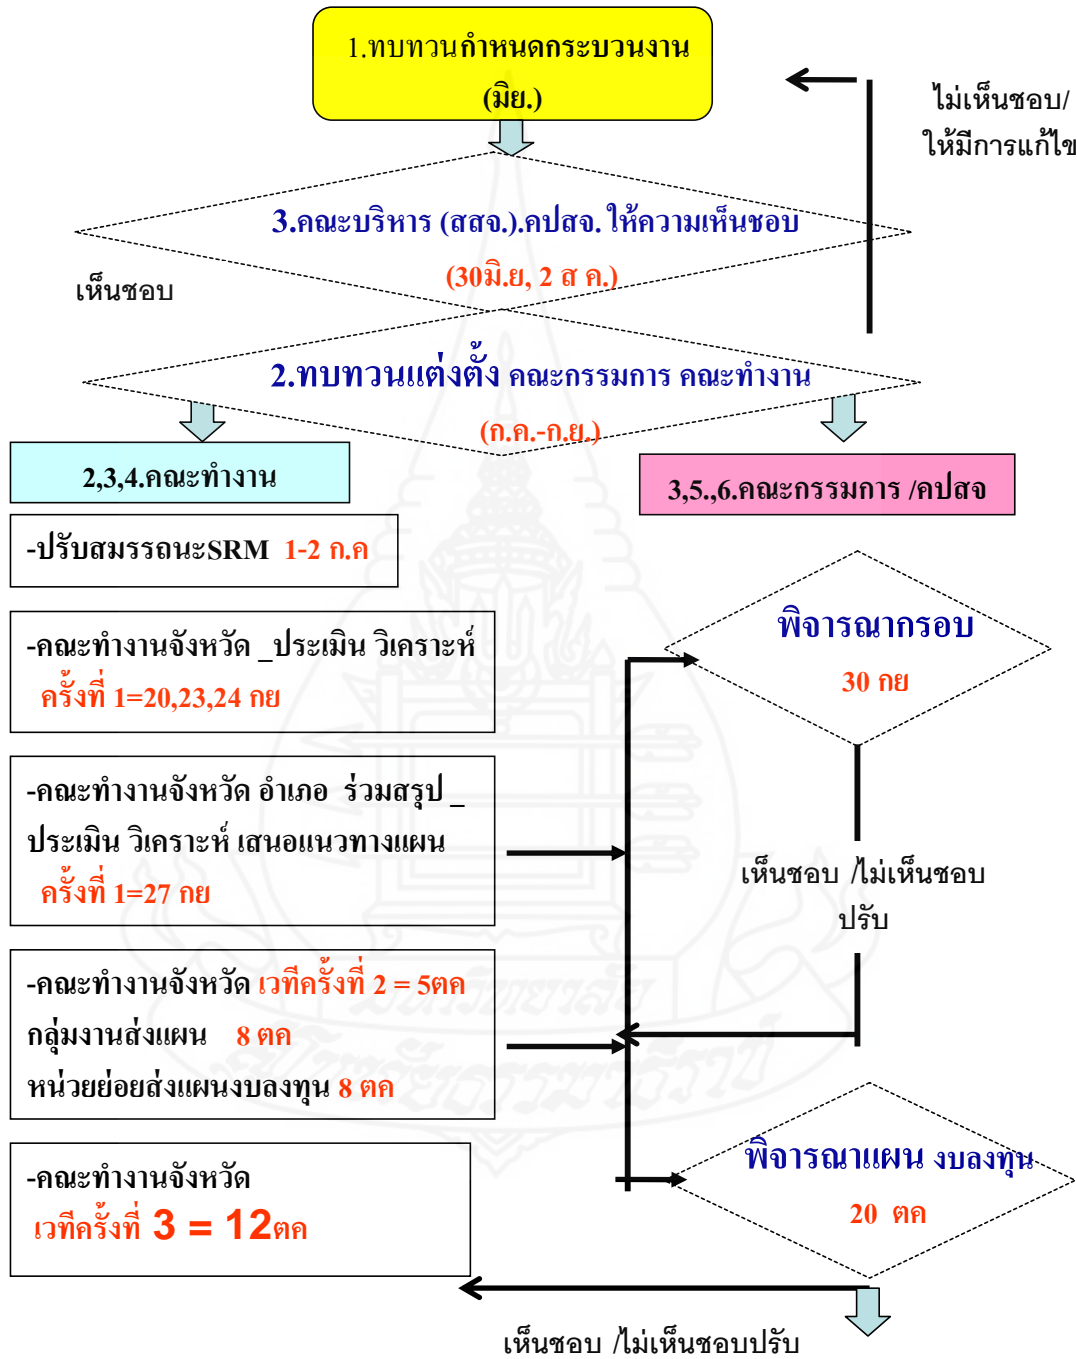 1.ทบทวนกำหนดกระบวนงาน
(มิย.)
ไม่เห็นชอบ/
ให้มีการแก้ไข
3.คณะบริหาร (สสจ.).คปสจ. ให้ความเห็นชอบ
(30มิ.ย, 2 ส ค.)
เห็นชอบ
2.ทบทวนแต่งตั้ง คณะกรรมการ คณะทำงาน
(ก.ค.-ก.ย.)
2,3,4.คณะทำงาน
3,5.,6.คณะกรรมการ /คปสจ
-ปรับสมรรถนะSRM 1-2 ก.ค
-คณะทำงานจังหวัด _ประเมิน วิเคราะห์
ครั้งที่ 1=20,23,24 กย
พิจารณากรอบ
30 กย
-คณะทำงานจังหวัด อำเภอ ร่วมสรุป _
ประเมิน วิเคราะห์ เสนอแนวทางแผน
ครั้งที่ 1=27 กย
เห็นชอบ /ไม่เห็นชอบ
ปรับ
-คณะทำงานจังหวัด เวทีครั้งที่ 2 = 5ตค
กลุ่มงานส่งแผน 8 ตค
หน่วยย่อยส่งแผนงบลงทุน 8 ตค
พิจารณาแผน งบลงทุน
20 ตค
-คณะทำงานจังหวัด
เวทีครั้งที่ 3 = 12ตค
เห็นชอบ /ไม่เห็นชอบปรับ